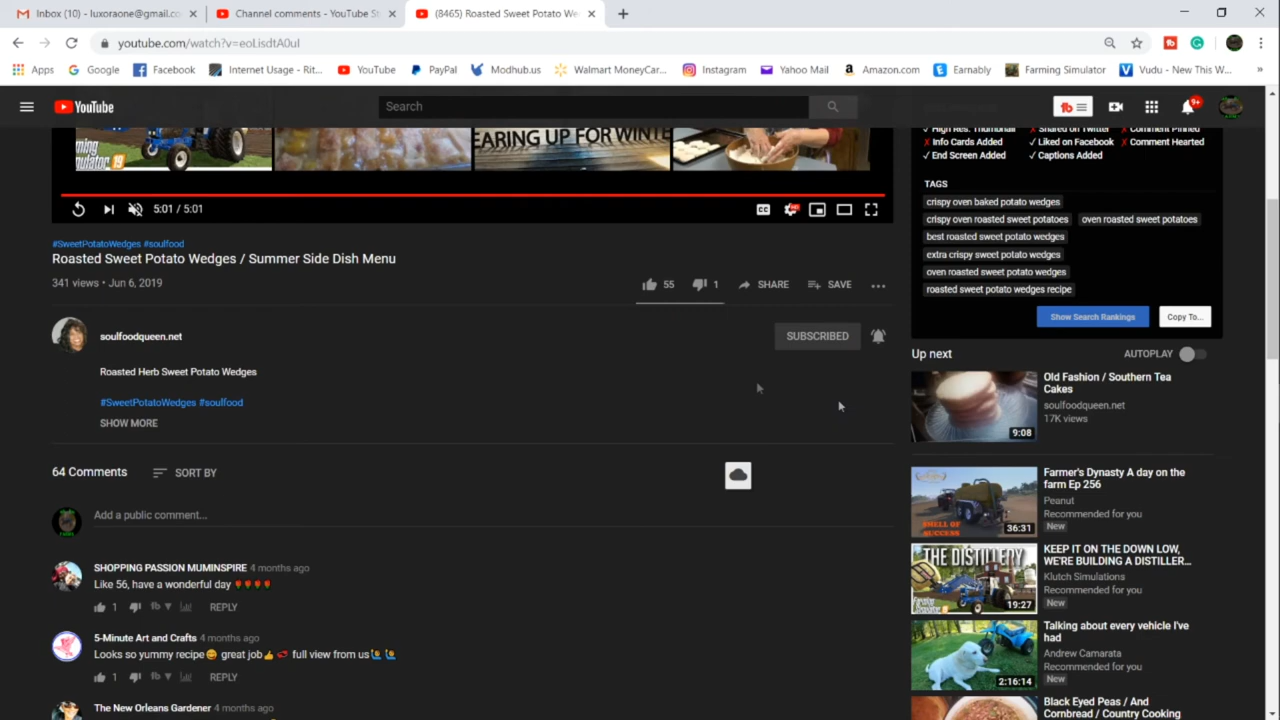 Inbox (10) - luxoraone@gmail.co
Channel comments - YouTube St
(8465) Roasted Sweet Potato We
youtube.com/watch?v=eoLisdtA0uI
Apps
Google
Facebook
Internet Usage - Rit...
YouTube
PayPal
Modhub.us
Walmart MoneyCar...
Instagram
Yahoo Mail
Amazon.com
Earnably
Farming Simulator
Vudu - New This W...
»
YouTube
Search
9+
EARING UP FOR WINTE
5:01 / 5:01
CC
HD
#SweetPotatoWedges #soulfood
Roasted Sweet Potato Wedges / Summer Side Dish Menu
341 views • Jun 6, 2019
55
1
SHARE
SAVE
soulfoodqueen.net
SUBSCRIBED
Roasted Herb Sweet Potato Wedges
#SweetPotatoWedges #soulfood
SHOW MORE
64 Comments
SORT BY
Add a public comment...
SHOPPING PASSION MUMINSPIRE 4 months ago
Like 56, have a wonderful day
1
REPLY
5-Minute Art and Crafts 4 months ago
Looks so yummy recipe😄 great job👍 full view from us
1
REPLY
The New Orleans Gardener 4 months ago
✓ High Res. Thumbnail
✗ Shared on Twitter
✗ Comment Pinned
✗ Info Cards Added
✓ Liked on Facebook
✗ Comment Hearted
✓ End Screen Added
✓ Captions Added
TAGS
crispy oven baked potato wedges
crispy oven roasted sweet potatoes
oven roasted sweet potatoes
best roasted sweet potato wedges
extra crispy sweet potato wedges
oven roasted sweet potato wedges
roasted sweet potato wedges recipe
Show Search Rankings
Copy To...
Up next
AUTOPLAY
Old Fashion / Southern Tea
Cakes
soulfoodqueen.net
17K views
9:08
Farmer's Dynasty A day on the
farm Ep 256
Peanut
Recommended for you
New
SMELL OF
SUCCESS
36:31
KEEP IT ON THE DOWN LOW,
WE'RE BUILDING A DISTILLER...
Klutch Simulations
Recommended for you
New
THE DISTILLERY
19:27
Talking about every vehicle I've
had
Andrew Camarata
Recommended for you
New
2:16:14
Black Eyed Peas / And
Cornbread / Country Cooking